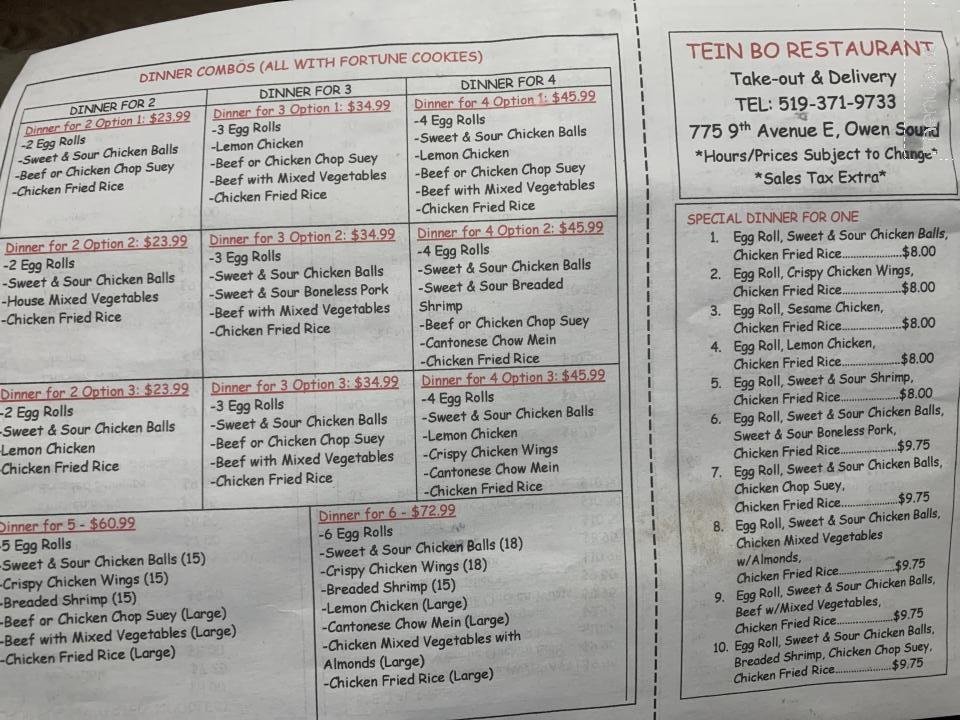 DINNER COMBOS (ALL WITH FORTUNE COOKIES)
DINNER FOR 2
Dinner for 2 Option 1: $23.99
-2 Egg Rolls
-Sweet & Sour Chicken Balls
-Beef or Chicken Chop Suey
-Chicken Fried Rice
Dinner for 2 Option 2: $23.99
-2 Egg Rolls
-Sweet & Sour Chicken Balls
-House Mixed Vegetables
-Chicken Fried Rice
Dinner for 2 Option 3: $23.99
-2 Egg Rolls
-Sweet & Sour Chicken Balls
-Lemon Chicken
-Chicken Fried Rice
DINNER FOR 3
Dinner for 3 Option 1: $34.99
-3 Egg Rolls
-Lemon Chicken
-Beef or Chicken Chop Suey
-Beef with Mixed Vegetables
-Chicken Fried Rice
Dinner for 3 Option 2: $34.99
-3 Egg Rolls
-Sweet & Sour Chicken Balls
-Sweet & Sour Boneless Pork
-Beef with Mixed Vegetables
-Chicken Fried Rice
Dinner for 3 Option 3: $34.99
-3 Egg Rolls
-Sweet & Sour Chicken Balls
-Beef or Chicken Chop Suey
-Beef with Mixed Vegetables
-Chicken Fried Rice
DINNER FOR 4
Dinner for 4 Option 1: $45.99
-4 Egg Rolls
-Sweet & Sour Chicken Balls
-Lemon Chicken
-Beef or Chicken Chop Suey
-Beef with Mixed Vegetables
-Chicken Fried Rice
Dinner for 4 Option 2: $45.99
-4 Egg Rolls
-Sweet & Sour Chicken Balls
-Sweet & Sour Breaded
Shrimp
-Beef or Chicken Chop Suey
-Cantonese Chow Mein
-Chicken Fried Rice
Dinner for 4 Option 3: $45.99
-4 Egg Rolls
-Sweet & Sour Chicken Balls
-Lemon Chicken
-Crispy Chicken Wings
-Cantonese Chow Mein
-Chicken Fried Rice
Dinner for 5 - $60.99
-5 Egg Rolls
-Sweet & Sour Chicken Balls (15)
-Crispy Chicken Wings (15)
-Breaded Shrimp (15)
-Beef or Chicken Chop Suey (Large)
-Beef with Mixed Vegetables (Large)
-Chicken Fried Rice (Large)
Dinner for 6 - $72.99
-6 Egg Rolls
-Sweet & Sour Chicken Balls (18)
-Crispy Chicken Wings (18)
-Breaded Shrimp (15)
-Lemon Chicken (Large)
-Cantonese Chow Mein (Large)
-Chicken Mixed Vegetables with
Almonds (Large)
-Chicken Fried Rice (Large)
TEIN BO RESTAURANT
Take-out & Delivery
TEL: 519-371-9733
775 9th Avenue E, Owen Sound
*Hours/Prices Subject to Change*
*Sales Tax Extra*
SPECIAL DINNER FOR ONE
1. Egg Roll, Sweet & Sour Chicken Balls,
Chicken Fried Rice....................$8.00
2. Egg Roll, Crispy Chicken Wings,
Chicken Fried Rice....................$8.00
3. Egg Roll, Sesame Chicken,
Chicken Fried Rice....................$8.00
4. Egg Roll, Lemon Chicken,
Chicken Fried Rice....................$8.00
5. Egg Roll, Sweet & Sour Shrimp,
Chicken Fried Rice....................$8.00
6. Egg Roll, Sweet & Sour Chicken Balls,
Sweet & Sour Boneless Pork,
Chicken Fried Rice....................$9.75
7. Egg Roll, Sweet & Sour Chicken Balls,
Chicken Chop Suey,
Chicken Fried Rice....................$9.75
8. Egg Roll, Sweet & Sour Chicken Balls,
Chicken Mixed Vegetables
w/Almonds,
Chicken Fried Rice....................$9.75
9. Egg Roll, Sweet & Sour Chicken Balls,
Beef w/Mixed Vegetables,
Chicken Fried Rice....................$9.75
10. Egg Roll, Sweet & Sour Chicken Balls,
Breaded Shrimp, Chicken Chop Suey,
Chicken Fried Rice....................$9.75